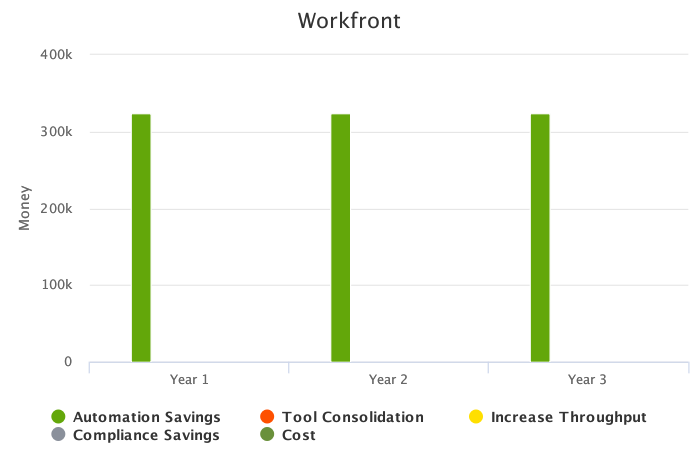 Workfront
400k
300k
200k
100k
0
Money
Year 1 Year 2 Year 3
Automation Savings Tool Consolidation Increase Throughput
Compliance Savings Cost